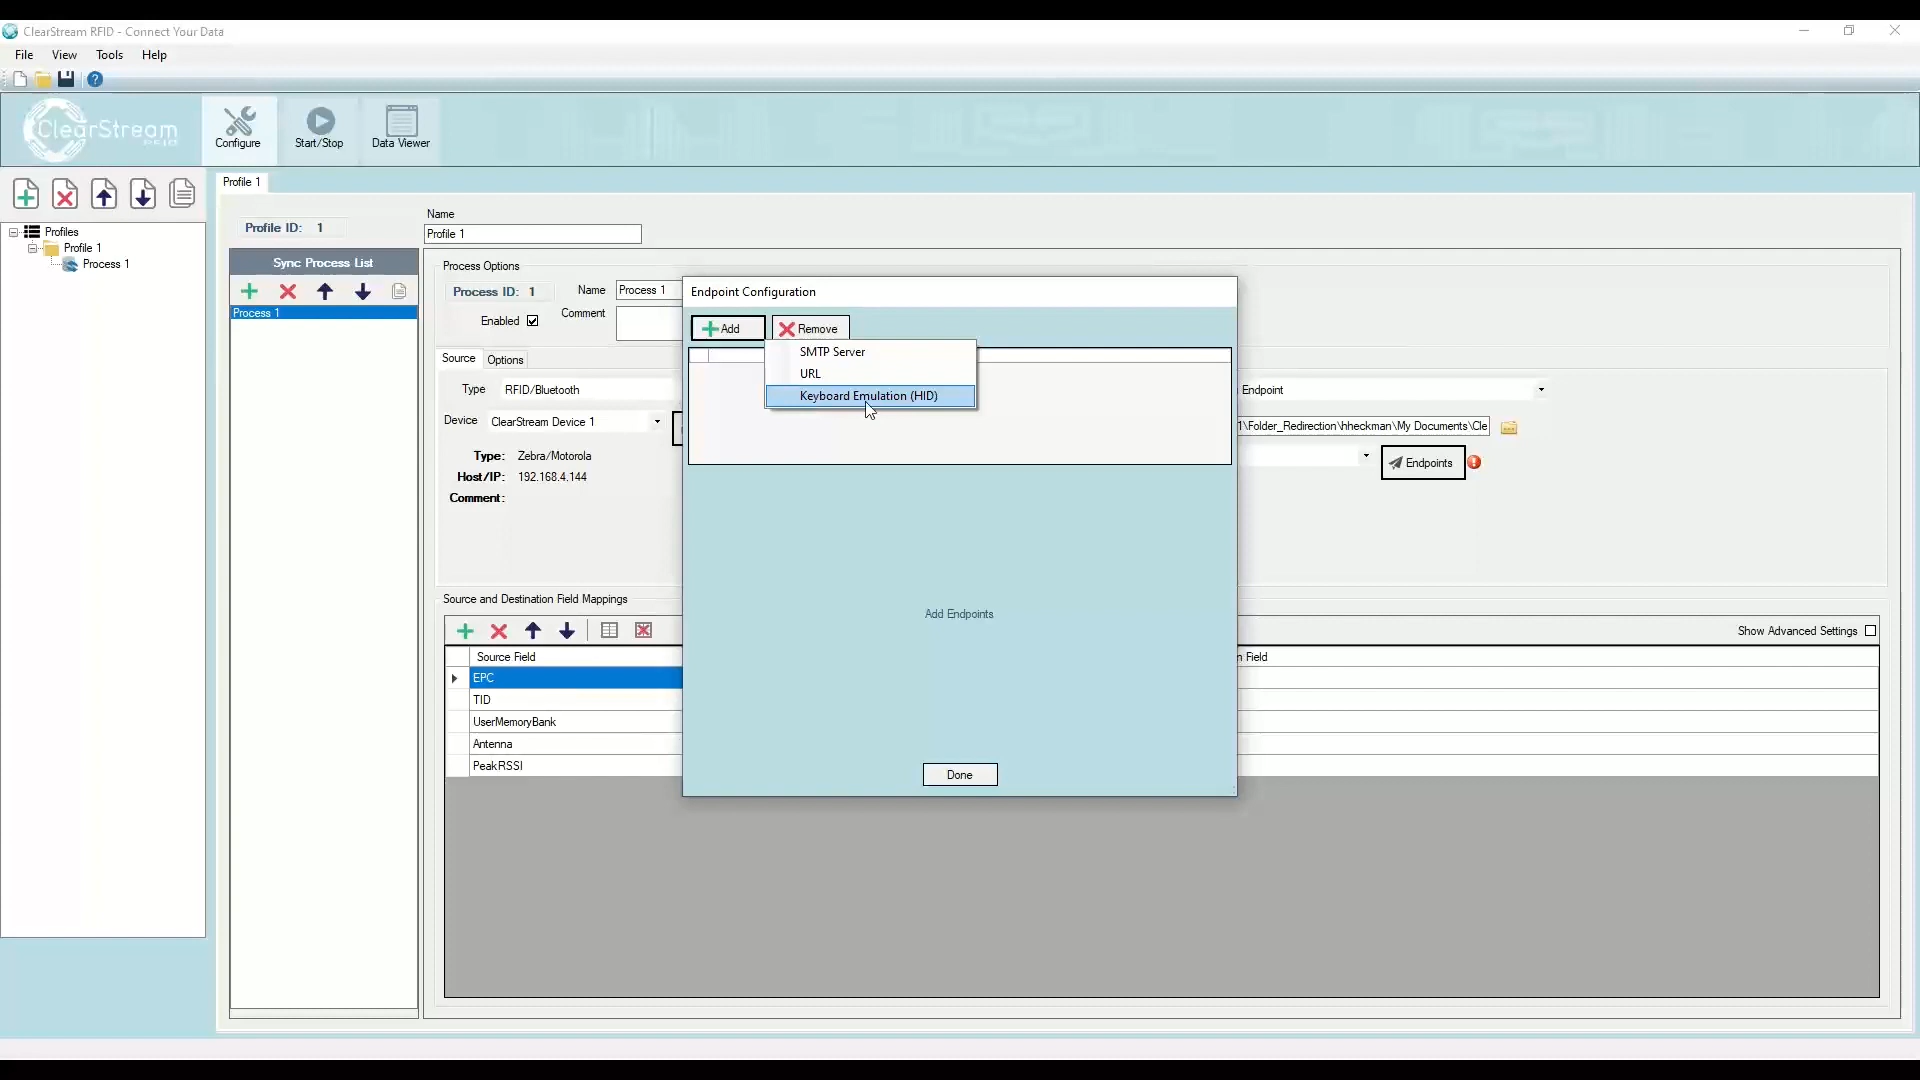 ClearStream RFID - Connect Your Data
File View Tools Help
ClearStream
RFID
Configure
Start/Stop
Data Viewer
Profile 1
Profiles
Profile 1
Process 1
Profile ID: 1
Name
Profile 1
Sync Process List
Process 1
Process Options
Process ID: 1
Name
Process 1
Enabled
Comment
Source
Options
Type
RFID/Bluetooth
Device
ClearStream Device 1
Type: Zebra/Motorola
Host/IP: 192.168.4.144
Comment:
Endpoint Configuration
Add
Remove
SMTP Server
URL
Keyboard Emulation (HID)
Add Endpoints
Done
Endpoint
1\Folder_Redirection\hheckman\My Documents\Cle
Endpoints
Source and Destination Field Mappings
Show Advanced Settings
Source Field
n Field
EPC
TID
UserMemoryBank
Antenna
PeakRSSI